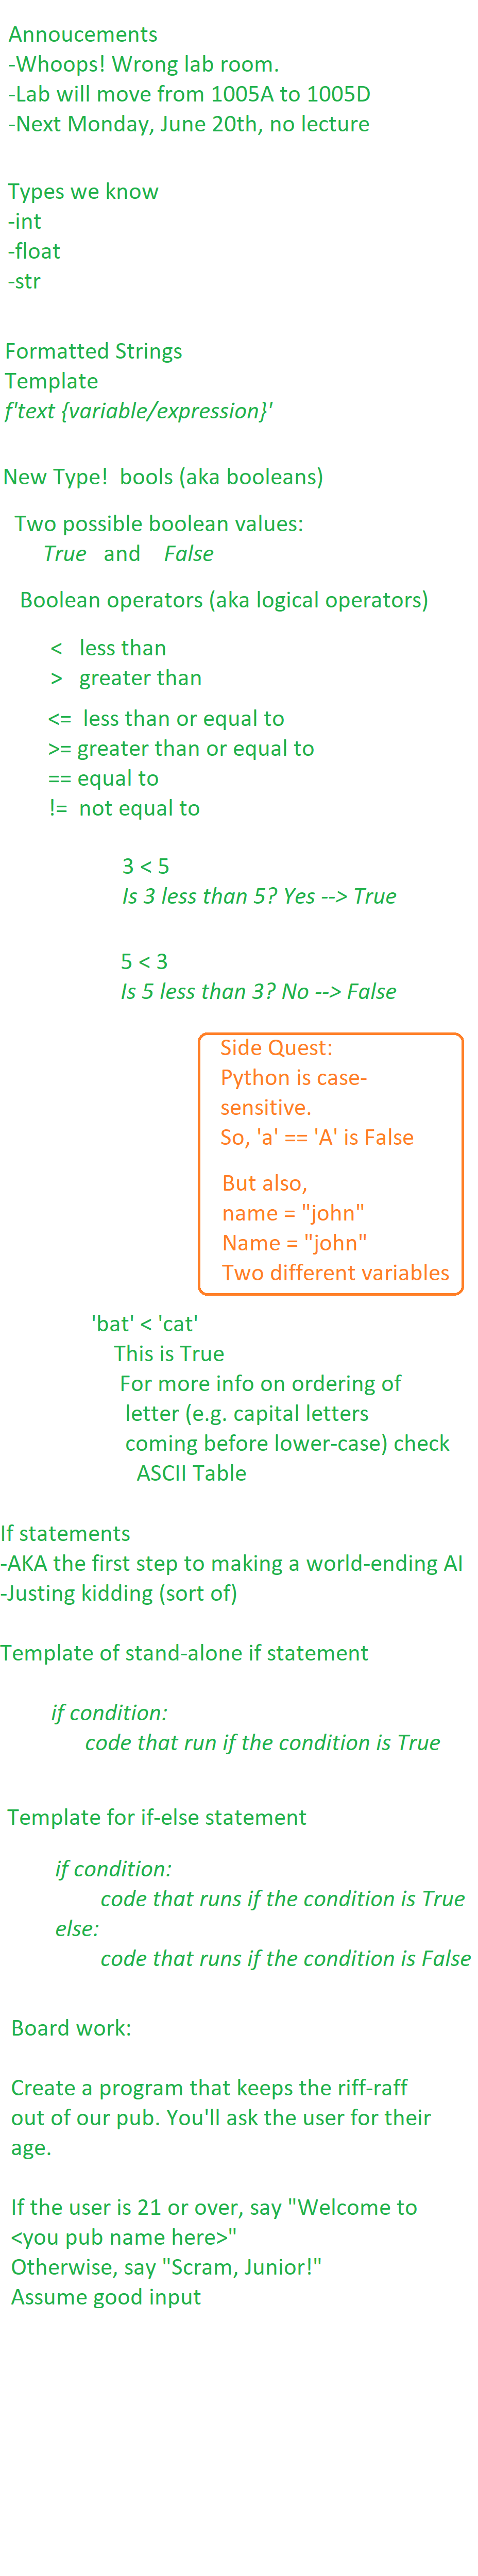 Annoucements
-Whoops! Wrong lab room.
-Lab will move from 1005A to 1005D
-Next Monday, June 20th, no lecture
Types we know
-int
-float
-str
Formatted Strings
Template
f'text {variable/expression}'
New Type!  bools (aka booleans)
Two possible boolean values:
True   and    False
Boolean operators (aka logical operators)
<   less than
>   greater than
<=  less than or equal to
>= greater than or equal to
== equal to
!=  not equal to
3 < 5
Is 3 less than 5? Yes --> True
5 < 3
Is 5 less than 3? No --> False
Side Quest:
Python is case-
sensitive.
So, 'a' == 'A' is False
But also,
name = "john"
Name = "john"
Two different variables
'bat' < 'cat'
This is True
For more info on ordering of
letter (e.g. capital letters
coming before lower-case) check
ASCII Table
If statements
-AKA the first step to making a world-ending AI
-Justing kidding (sort of)
Template of stand-alone if statement
if condition:
code that run if the condition is True
Template for if-else statement
if condition:
code that runs if the condition is True
else:
code that runs if the condition is False
Board work:
Create a program that keeps the riff-raff
out of our pub. You'll ask the user for their
age.
If the user is 21 or over, say "Welcome to
<you pub name here>"
Otherwise, say "Scram, Junior!"
Assume good input